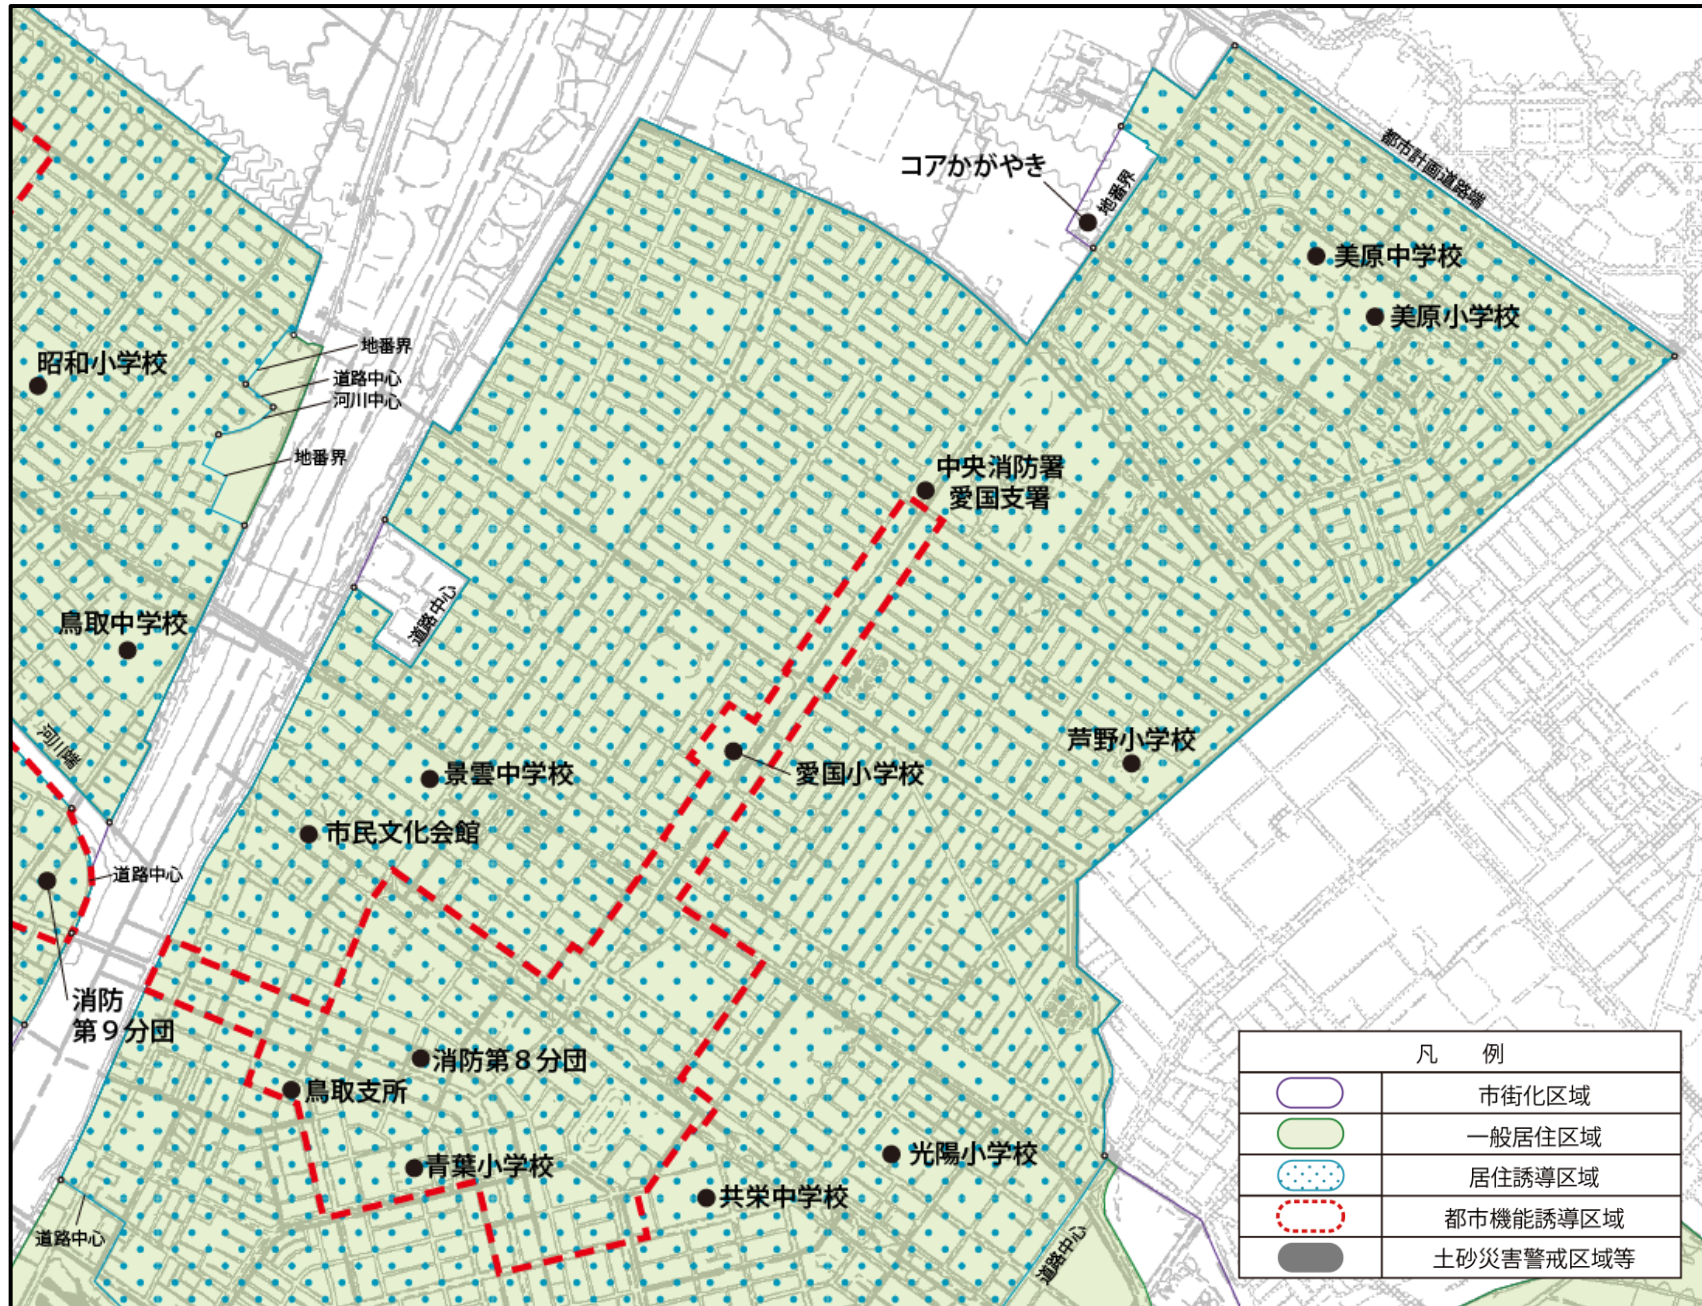 都市計画道路端
コアかがやき
地番界
美原中学校
美原小学校
地番界
昭和小学校
道路中心
河川中心
地番界
中央消防署
愛国支署
道路中心
鳥取中学校
河川端
芦野小学校
景雲中学校
愛国小学校
市民文化会館
道路中心
消防
第９分団
消防第８分団
鳥取支所
青葉小学校
光陽小学校
共栄中学校
道路中心
道路中心
凡　例
市街化区域
一般居住区域
居住誘導区域
都市機能誘導区域
土砂災害警戒区域等